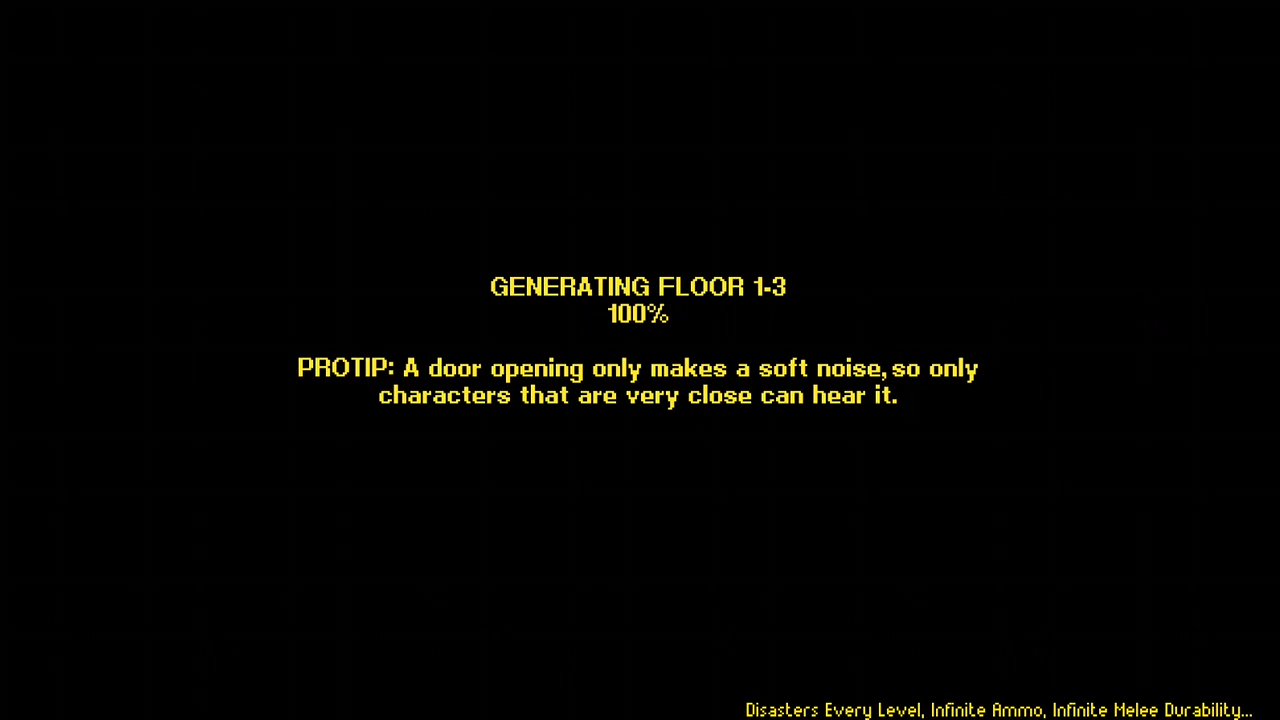 GENERATING FLOOR 1-3
100%
PROTIP: A door opening only makes a soft noise, so only
characters that are very close can hear it.
Disasters Every Level, Infinite Ammo, Infinite Melee Durability...